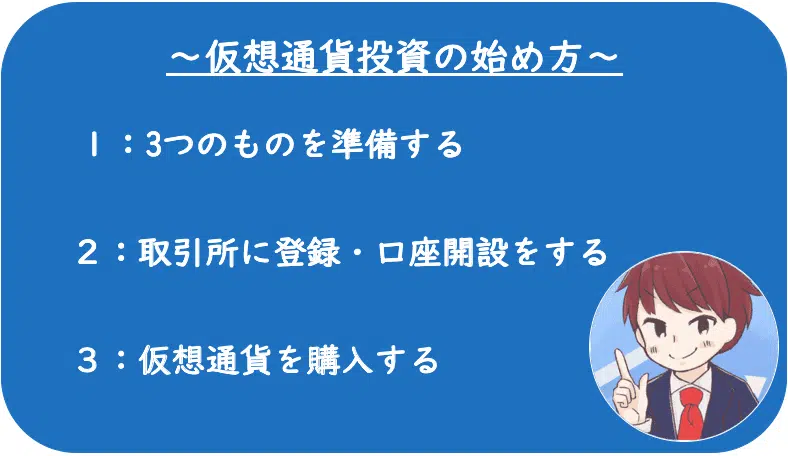 ～仮想通貨投資の始め方～
１：3つのものを準備する
２：取引所に登録・口座開設をする
３：仮想通貨を購入する